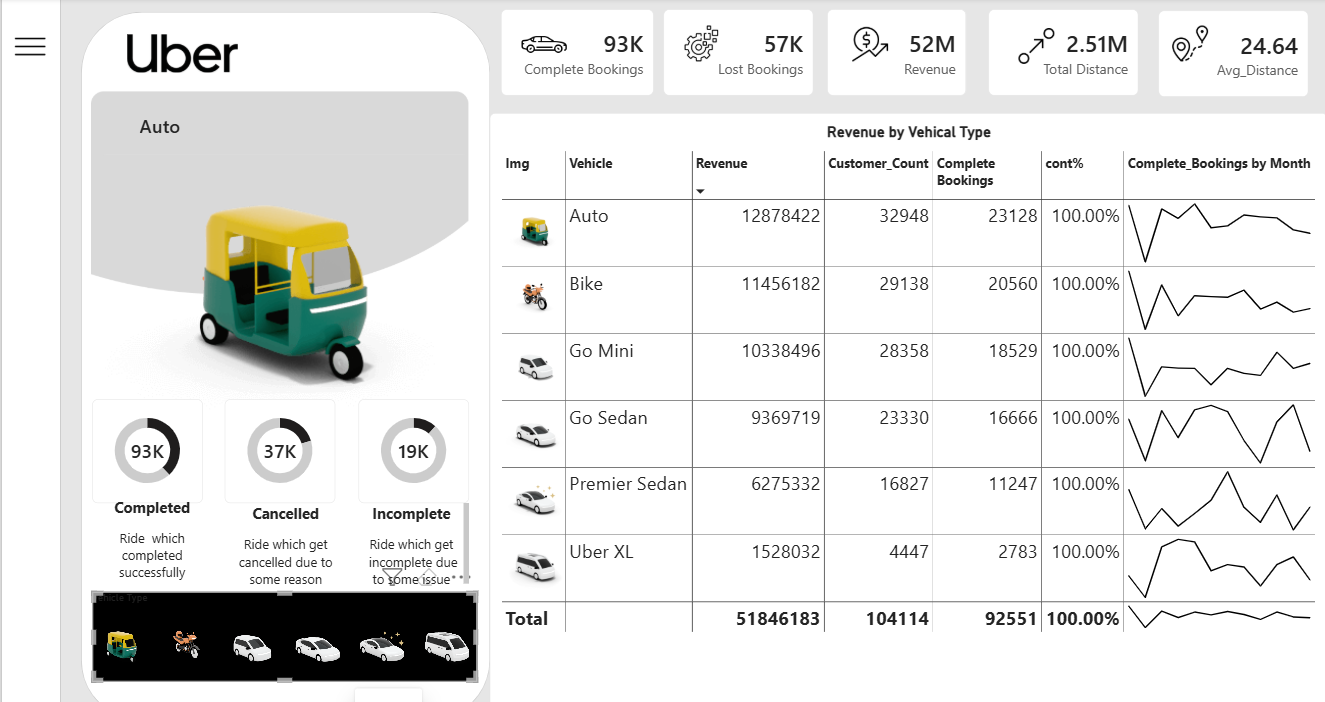 Uber
Auto
93K
Complete Bookings
57K
Lost Bookings
52M
Revenue
2.51M
Total Distance
24.64
Avg_Distance
93K
Completed
Ride which
completed
successfully
37K
Cancelled
Ride which get
cancelled due to
some reason
19K
Incomplete
Ride which get
incomplete due
to some issue
Vehicle Type
Revenue by Vehical Type
Img Vehicle Revenue Customer_Count Complete Bookings cont% Complete_Bookings by Month
Auto 12878422 32948 23128 100.00%
Bike 11456182 29138 20560 100.00%
Go Mini 10338496 28358 18529 100.00%
Go Sedan 9369719 23330 16666 100.00%
Premier Sedan 6275332 16827 11247 100.00%
Uber XL 1528032 4447 2783 100.00%
Total 51846183 104114 92551 100.00%